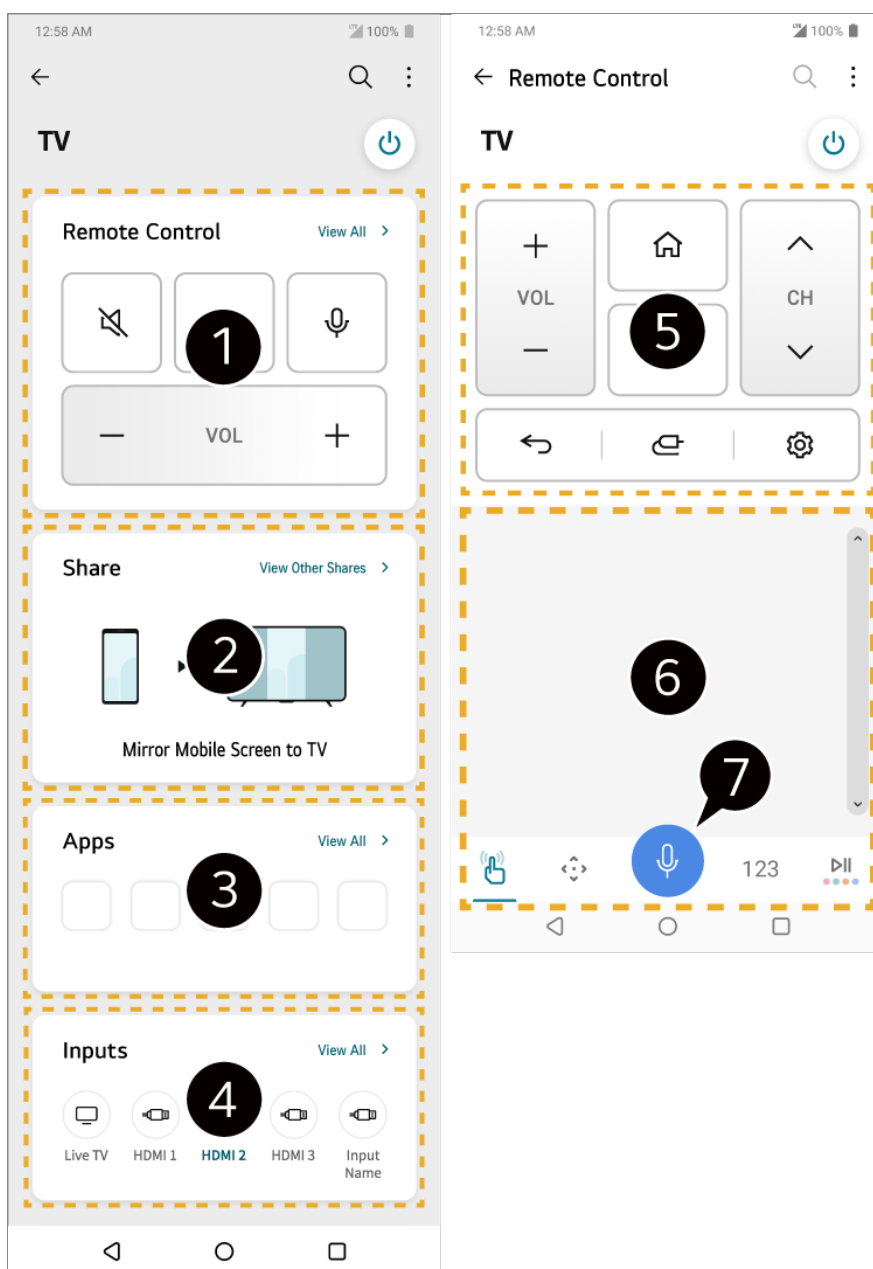 12:58 AM
LTE 100%
TV
Remote Control
View All
1
VOL
Share
View Other Shares
2
Mirror Mobile Screen to TV
Apps
View All
3
Inputs
View All
4
Live TV
HDMI 1
HDMI 2
HDMI 3
Input
Name
12:58 AM
LTE 100%
Remote Control
TV
VOL
5
CH
6
7
123